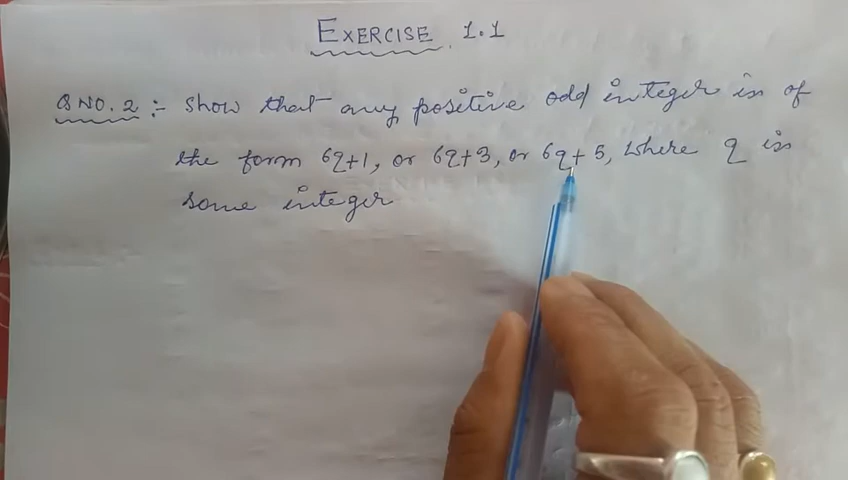 EXERCISE 1.1
Q NO. 2 :- Show that any positive odd integer is of
the form 6q+1, or 6q+3, or 6q+5, where q is
some integer